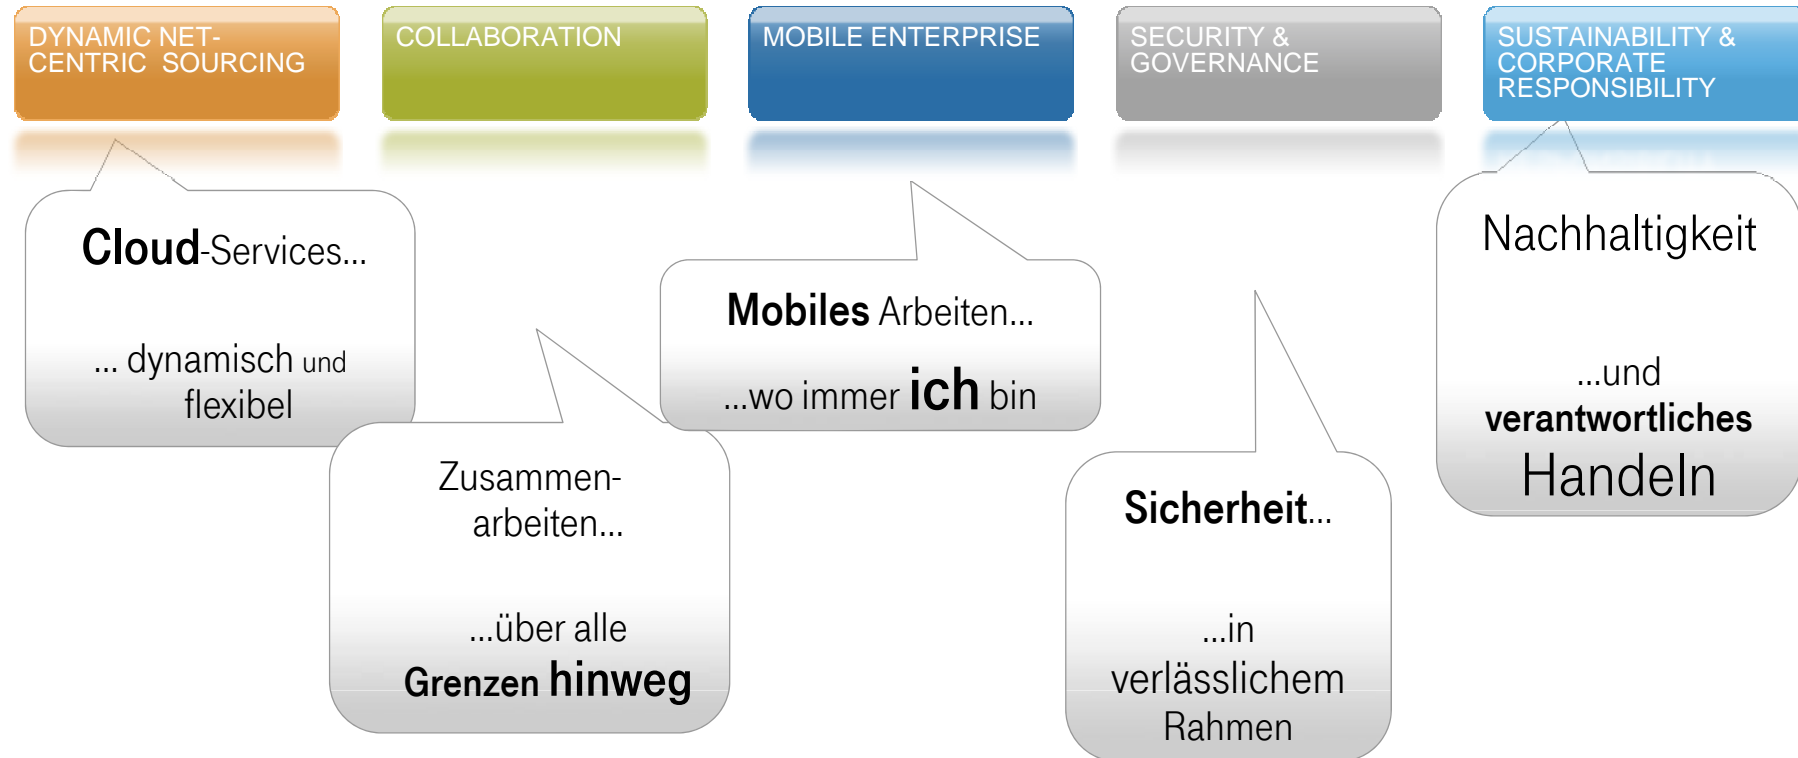 DYNAMIC NET-
CENTRIC SOURCING
COLLABORATION
MOBILE ENTERPRISE
SECURITY &
GOVERNANCE
SUSTAINABILITY &
CORPORATE
RESPONSIBILITY
Cloud-Services...
... dynamisch und
flexibel
Zusammen-
arbeiten...
...über alle
Grenzen hinweg
Mobiles Arbeiten...
...wo immer ich bin
Sicherheit...
...in
verlässlichem
Rahmen
Nachhaltigkeit
...und
verantwortliches
Handeln